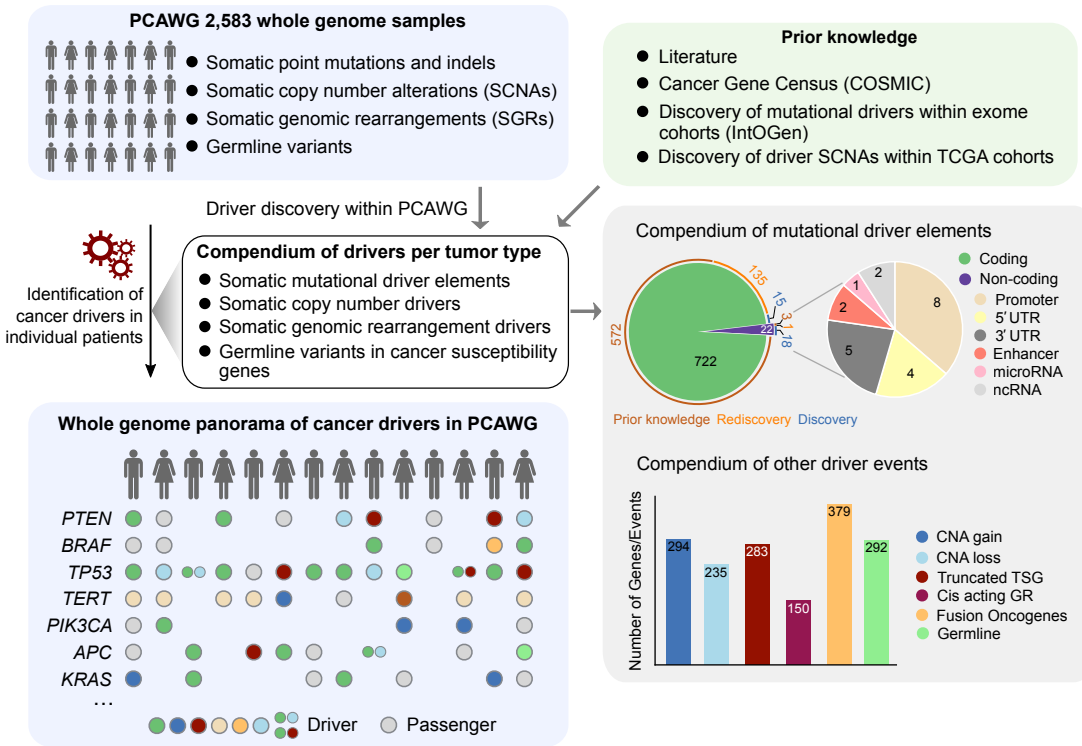 PCAWG 2,583 whole genome samples
Somatic point mutations and indels
Somatic copy number alterations (SCNAs)
Somatic genomic rearrangements (SGRs)
Germline variants
Prior knowledge
Literature
Cancer Gene Census (COSMIC)
Discovery of mutational drivers within exome
cohorts (IntOGen)
Discovery of driver SCNAs within TCGA cohorts
Driver discovery within PCAWG
Identification of
cancer drivers in
individual patients
Compendium of drivers per tumor type
Somatic mutational driver elements
Somatic copy number drivers
Somatic genomic rearrangement drivers
Germline variants in cancer susceptibility
genes
Compendium of mutational driver elements
572
135
15
3
1
18
22
722
Prior knowledge Rediscovery Discovery
8
4
5
2
1
2
Coding
Non-coding
Promoter
5′ UTR
3′ UTR
Enhancer
microRNA
ncRNA
Whole genome panorama of cancer drivers in PCAWG
PTEN
BRAF
TP53
TERT
PIK3CA
APC
KRAS
...
Driver
Passenger
Compendium of other driver events
Number of Genes/Events
294
235
283
150
379
292
CNA gain
CNA loss
Truncated TSG
Cis acting GR
Fusion Oncogenes
Germline